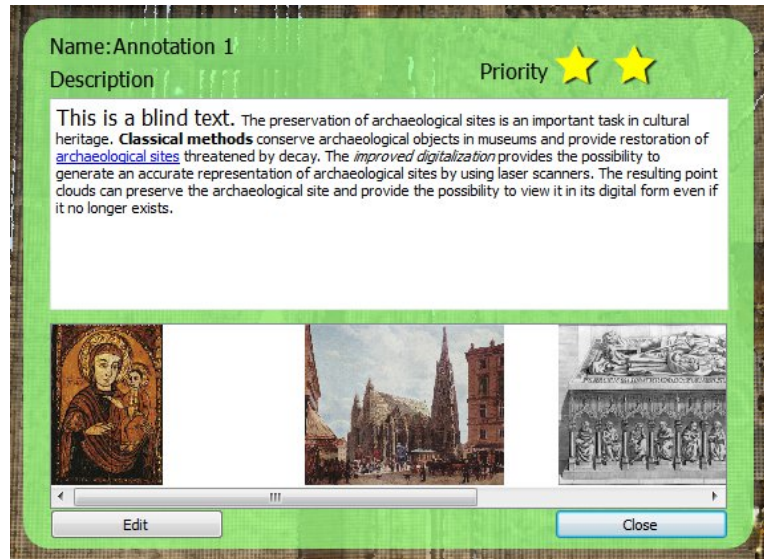 Name:Annotation 1
Priority
Description
This is a blind text. The preservation of archaeological sites is an important task in cultural
heritage. Classical methods conserve archaeological objects in museums and provide restoration of
archaeological sites threatened by decay. The improved digitalization provides the possibility to
generate an accurate representation of archaeological sites by using laser scanners. The resulting point
clouds can preserve the archaeological site and provide the possibility to view it in its digital form even if
it no longer exists.
Edit
Close